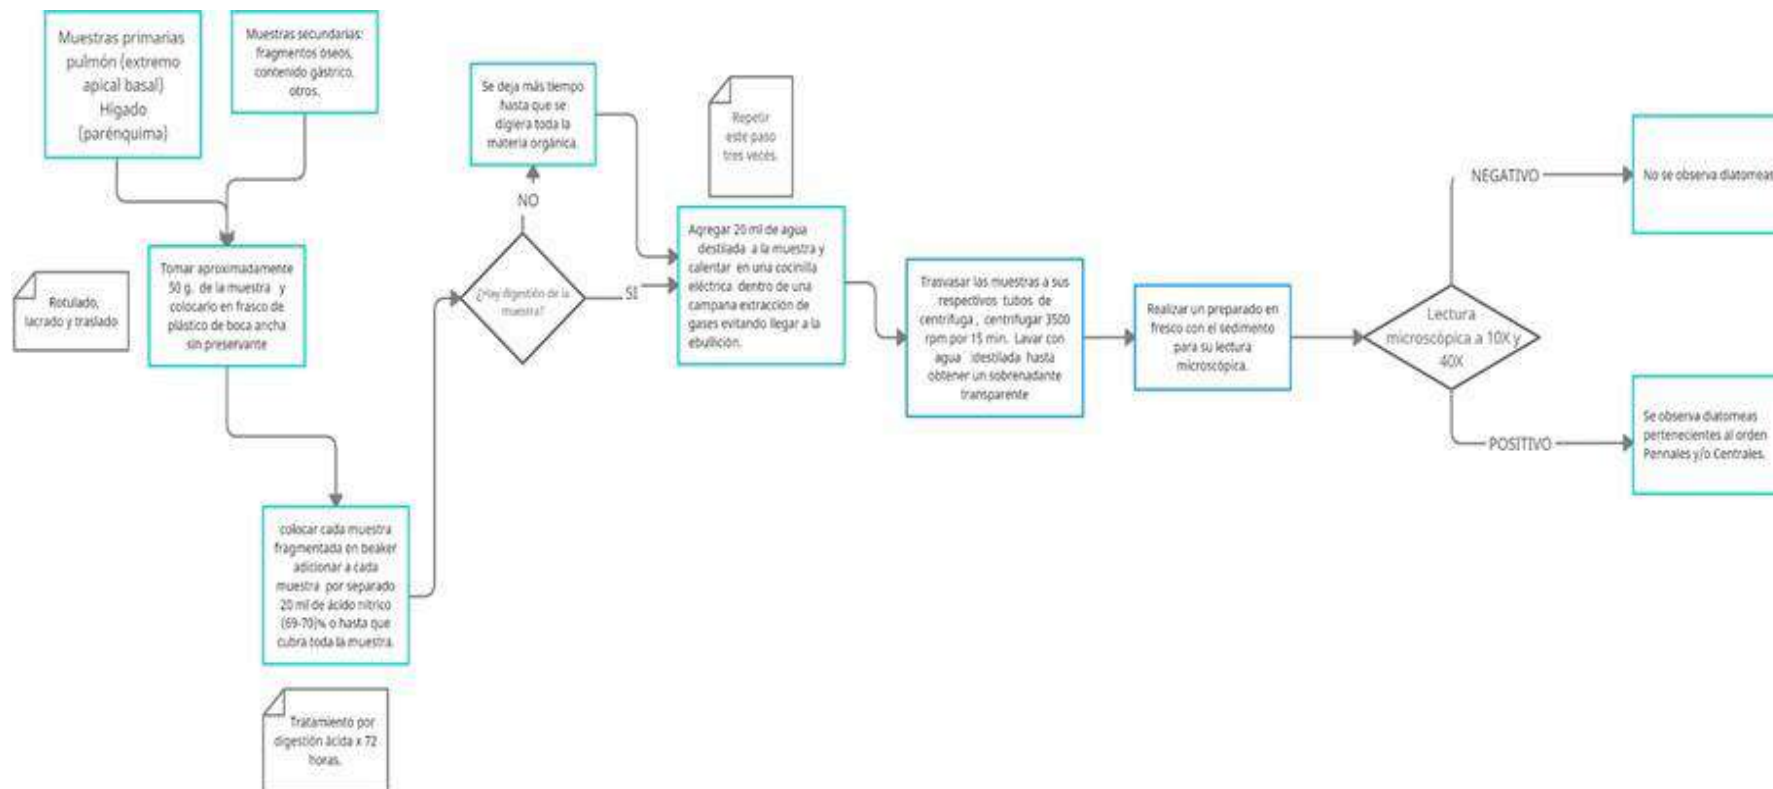 Muestras primarias
pulmón (extremo
apical basal)
Hígado
(parénquima)
Muestras secundarias:
fragmentos óseos,
contenido gástrico,
otros.
Rotulado,
lacrado y traslado
Tomar aproximadamente
50 g. de la muestra y
colocarlo en frasco de
plástico de boca ancha
sin preservante
colocar cada muestra
fragmentada en beaker
adicionar a cada
muestra por separado
20 ml de ácido nítrico
(69-70)% o hasta que
cubra toda la muestra.
Tratamiento por
digestión ácida x 72
horas.
¿Hay digestión de la
muestra?
NO
Se deja más tiempo
hasta que se
digiera toda la
materia orgánica.
SI
Repetir
este paso
tres veces.
Agregar 20 ml de agua
destilada a la muestra y
calentar en una cocinilla
eléctrica dentro de una
campana extracción de
gases evitando llegar a la
ebullición.
Trasvasar las muestras a sus
respectivos tubos de
centrifuga , centrifugar 3500
rpm por 15 min. Lavar con
agua destilada hasta
obtener un sobrenadante
transparente
Realizar un preparado en
fresco con el sedimento
para su lectura
microscópica.
Lectura
microscópica a 10X y
40X
NEGATIVO
No se observa diatomeas
POSITIVO
Se observa diatomeas
pertenecientes al orden
Pennales y/o Centrales.